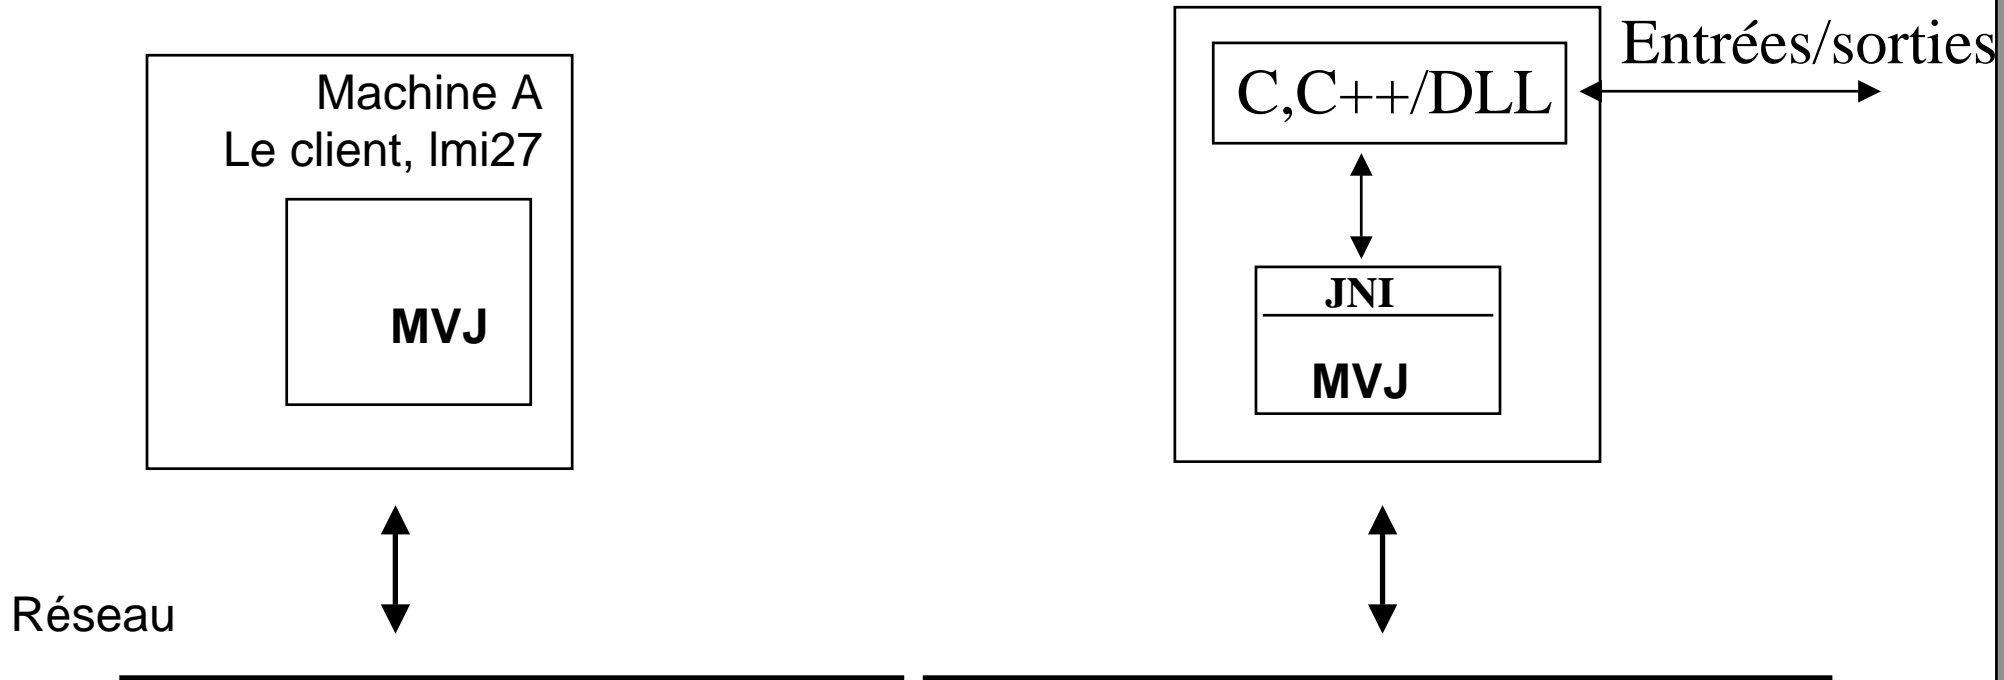 Machine A
Le client, lmi27
MVJ
C,C++/DLL
Entrées/sorties
JNI
MVJ
Réseau